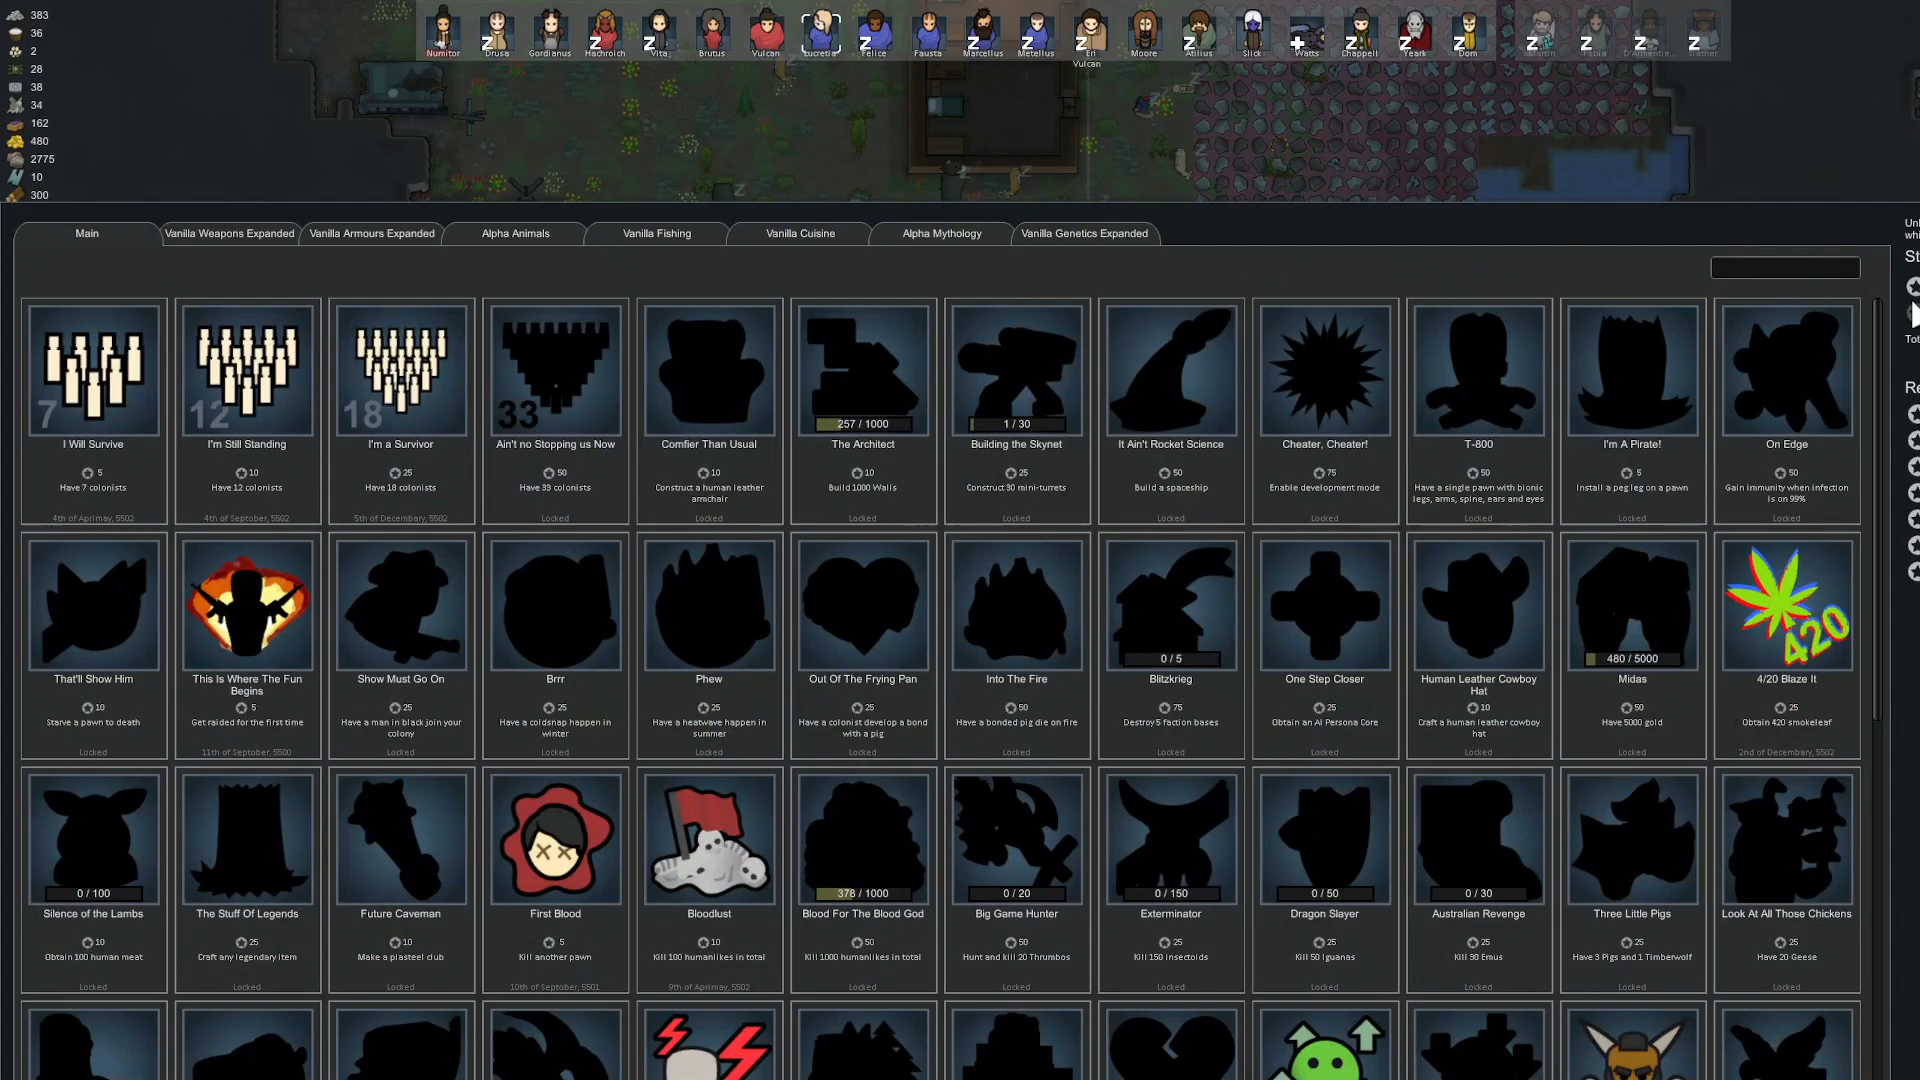 383
36
2
28
38
34
162
480
2775
10
300
Numitor Drusa Gordianus Hachroich Vita Brutus Vulcan Lucretia Felice Fausta Marcellus Metellus Eri Vulcan Moore Atilius Slick Watts Chappell Yeark Dom
Main Vanilla Weapons Expanded Vanilla Armours Expanded Alpha Animals Vanilla Fishing Vanilla Cuisine Alpha Mythology Vanilla Genetics Expanded
7 12 18 33
257 / 1000 1 / 30
I Will Survive I'm Still Standing I'm a Survivor Ain't no Stopping us Now Comfier Than Usual The Architect Building the Skynet It Ain't Rocket Science Cheater, Cheater! T-800 I'm A Pirate! On Edge
5 10 25 50 10 10 25 50 75 50 5 50
Have 7 colonists Have 12 colonists Have 18 colonists Have 33 colonists Construct a human leather armchair Build 1000 Walls Construct 30 mini-turrets Build a spaceship Enable development mode Have a single pawn with bionic legs, arms, spine, ears and eyes Install a peg leg on a pawn Gain immunity when infection is on 99%
4th of Aprimay, 5502 4th of Septober, 5502 5th of Decembary, 5502 Locked Locked Locked Locked Locked Locked Locked Locked Locked
0 / 5 480 / 5000 420
That'll Show Him This Is Where The Fun Begins Show Must Go On Brrr Phew Out Of The Frying Pan Into The Fire Blitzkrieg One Step Closer Human Leather Cowboy Hat Midas 4/20 Blaze It
10 5 25 25 25 25 50 75 25 10 50 25
Starve a pawn to death Get raided for the first time Have a man in black join your colony Have a coldsnap happen in winter Have a heatwave happen in summer Have a colonist develop a bond with a pig Have a bonded pig die on fire Destroy 5 faction bases Obtain an AI Persona Core Craft a human leather cowboy hat Have 5000 gold Obtain 420 smokeleaf
Locked 11th of Septober, 5500 Locked Locked Locked Locked Locked Locked Locked Locked Locked 2nd of Decembary, 5502
0 / 100 378 / 1000 0 / 20 0 / 150 0 / 50 0 / 30
Silence of the Lambs The Stuff Of Legends Future Caveman First Blood Bloodlust Blood For The Blood God Big Game Hunter Exterminator Dragon Slayer Australian Revenge Three Little Pigs Look At All Those Chickens
10 25 10 5 10 50 50 25 25 25 25 25
Obtain 100 human meat Craft any legendary item Make a plasteel club Kill another pawn Kill 100 humanlikes in total Kill 1000 humanlikes in total Hunt and kill 20 Thrumbos Kill 150 Insectoids Kill 50 Iguanas Kill 30 Emus Have 3 Pigs and 1 Timberwolf Have 20 Geese
Locked Locked Locked 10th of Septober, 5501 9th of Aprimay, 5502 Locked Locked Locked Locked Locked Locked Locked